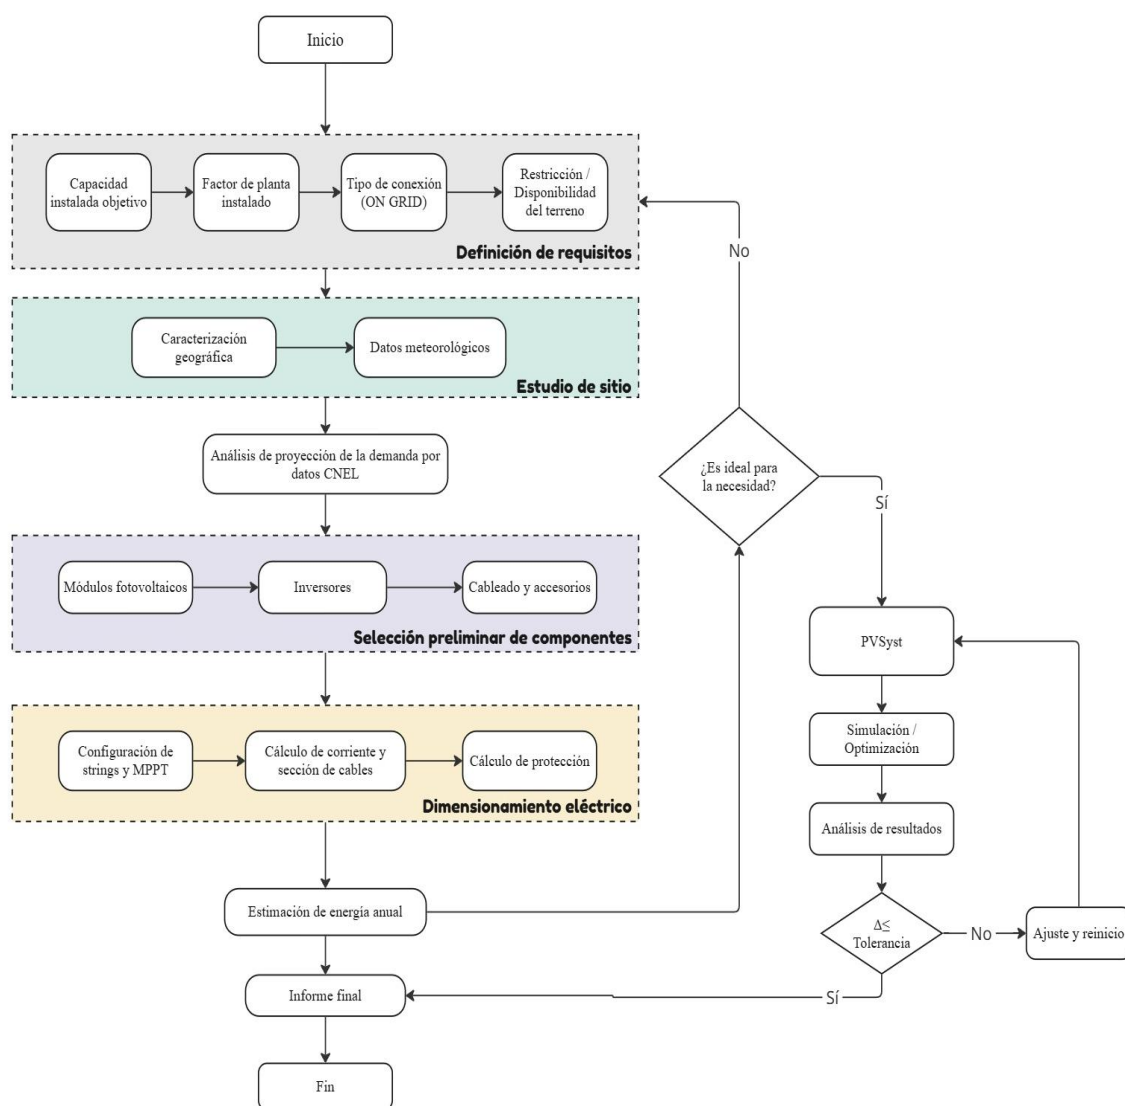 Inicio
Capacidad
instalada objetivo
Factor de planta
instalado
Tipo de conexión
(ON GRID)
Restricción /
Disponibilidad
del terreno
Definición de requisitos
No
Caracterización
geográfica
Datos meteorológicos
Estudio de sitio
Análisis de proyección de la demanda por
datos CNEL
¿Es ideal para
la necesidad?
Sí
Módulos fotovoltaicos
Inversores
Cableado y accesorios
Selección preliminar de componentes
PVSyst
Configuración de
strings y MPPT
Cálculo de corriente y
sección de cables
Cálculo de protección
Dimensionamiento eléctrico
Simulación /
Optimización
Análisis de resultados
Estimación de energía anual
Δ≤
Tolerancia
No
Ajuste y reinicio
Informe final
Sí
Fin